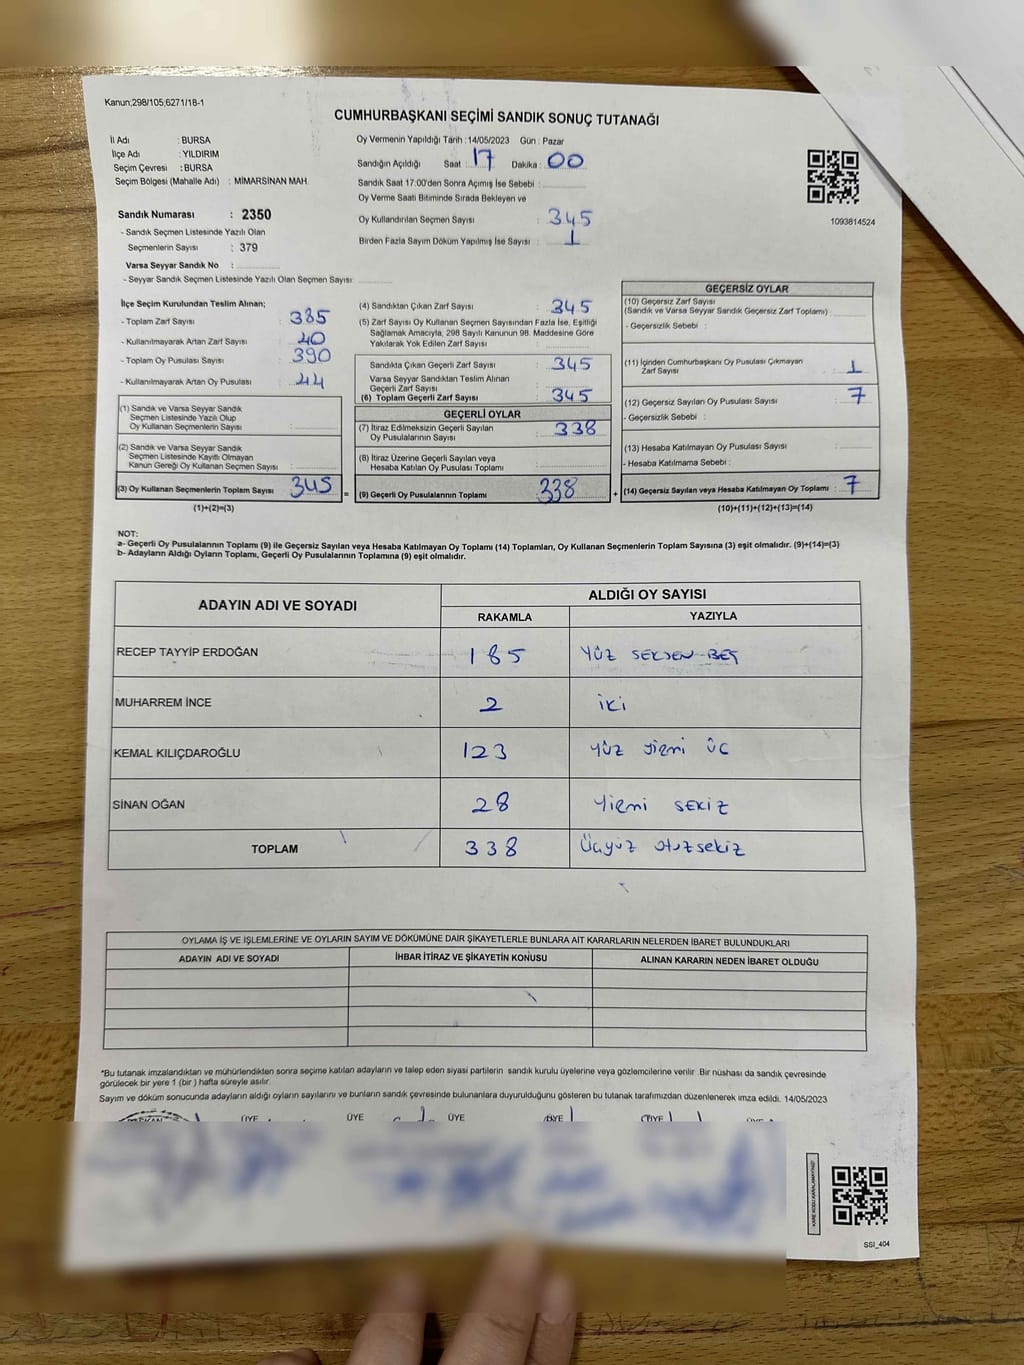 Kanun;298/105;6271/18-1
CUMHURBAŞKANI SEÇİMİ SANDIK SONUÇ TUTANAĞI
İl Adı : BURSA
İlçe Adı : YILDIRIM
Seçim Çevresi : BURSA
Seçim Bölgesi (Mahalle Adı) : MİMARSİNAN MAH.
Sandık Numarası : 2350
- Sandık Seçmen Listesinde Yazılı Olan
Seçmenlerin Sayısı : 379
Varsa Seyyar Sandık No :
- Seyyar Sandık Seçmen Listesinde Yazılı Olan Seçmen Sayısı :
Oy Vermenin Yapıldığı Tarih : 14/05/2023 Gün : Pazar
Sandığın Açıldığı Saat : 17 Dakika : 00
Sandık Saat 17:00'den Sonra Açımış İse Sebebi :
Oy Verme Saati Bitiminde Sırada Bekleyen ve
Oy Kullandırılan Seçmen Sayısı : 345
Birden Fazla Sayım Döküm Yapılmış İse Sayısı : 1
1093814524
İlçe Seçim Kurulundan Teslim Alınan;
- Toplam Zarf Sayısı : 385
- Kullanılmayarak Artan Zarf Sayısı : 40
- Toplam Oy Pusulası Sayısı : 390
- Kullanılmayarak Artan Oy Pusulası : 44
(1) Sandık ve Varsa Seyyar Sandık
Seçmen Listesinde Yazılı Olup
Oy Kullanan Seçmenlerin Sayısı :
(2) Sandık ve Varsa Seyyar Sandık
Seçmen Listesinde Kayıtlı Olmayan
Kanun Gereği Oy Kullanan Seçmen Sayısı :
(3) Oy Kullanan Seçmenlerin Toplam Sayısı : 345
(1)+(2)=(3)
(4) Sandıktan Çıkan Zarf Sayısı : 345
(5) Zarf Sayısı Oy Kullanan Seçmen Sayısından Fazla İse, Eşitliği
Sağlamak Amacıyla, 298 Sayılı Kanunun 98. Maddesine Göre
Yakılarak Yok Edilen Zarf Sayısı :
Sandıkta Çıkan Geçerli Zarf Sayısı : 345
Varsa Seyyar Sandıktan Teslim Alınan
Geçerli Zarf Sayısı :
(6) Toplam Geçerli Zarf Sayısı : 345
GEÇERLİ OYLAR
(7) İtiraz Edilmeksizin Geçerli Sayılan
Oy Pusulalarının Sayısı : 338
(8) İtiraz Üzerine Geçerli Sayılan veya
Hesaba Katılan Oy Pusulası Toplamı :
= (9) Geçerli Oy Pusulalarının Toplamı : 338
GEÇERSİZ OYLAR
(10) Geçersiz Zarf Sayısı
(Sandık ve Varsa Seyyar Sandık Geçersiz Zarf Toplamı) :
- Geçersizlik Sebebi :
(11) İçinden Cumhurbaşkanı Oy Pusulası Çıkmayan
Zarf Sayısı : 1
(12) Geçersiz Sayılan Oy Pusulası Sayısı : 7
- Geçersizlik Sebebi :
(13) Hesaba Katılmayan Oy Pusulası Sayısı :
- Hesaba Katılmama Sebebi :
+ (14) Geçersiz Sayılan veya Hesaba Katılmayan Oy Toplamı : 7
(10)+(11)+(12)+(13)=(14)
NOT:
a- Geçerli Oy Pusulalarının Toplamı (9) ile Geçersiz Sayılan veya Hesaba Katılmayan Oy Toplamı (14) Toplamları, Oy Kullanan Seçmenlerin Toplam Sayısına (3) eşit olmalıdır. (9)+(14)=(3)
b- Adayların Aldığı Oyların Toplamı, Geçerli Oy Pusulalarının Toplamına (9) eşit olmalıdır.
ADAYIN ADI VE SOYADI ALDIĞI OY SAYISI
RAKAMLA YAZIYLA
RECEP TAYYİP ERDOĞAN 185 YÜZ SEKSEN BEŞ
MUHARREM İNCE 2 iki
KEMAL KILIÇDAROĞLU 123 YÜZ yirmi ÜÇ
SİNAN OĞAN 28 Yirmi SEKİZ
TOPLAM 338 Üçyüz otuzsekiz
OYLAMA İŞ VE İŞLEMLERİNE VE OYLARIN SAYIM VE DÖKÜMÜNE DAİR ŞİKAYETLERLE BUNLARA AİT KARARLARIN NELERDEN İBARET BULUNDUKLARI
ADAYIN ADI VE SOYADI İHBAR İTİRAZ VE ŞİKAYETİN KONUSU ALINAN KARARIN NEDEN İBARET OLDUĞU
*Bu tutanak imzalandıktan ve mühürlendikten sonra seçime katılan adayların ve talep eden siyasi partilerin sandık kurulu üyelerine veya gözlemcilerine verilir .Bir nüshası da sandık çevresinde
görülecek bir yere 1 (bir ) hafta süreyle asılır.
Sayım ve döküm sonucunda adayların aldığı oyların sayılarını ve bunların sandık çevresinde bulunanlara duyurulduğunu gösteren bu tutanak tarafımızdan düzenlenerek imza edildi. 14/05/2023
BAŞKAN ÜYE ÜYE ÜYE ÜYE ÜYE ÜYE
SSI_404